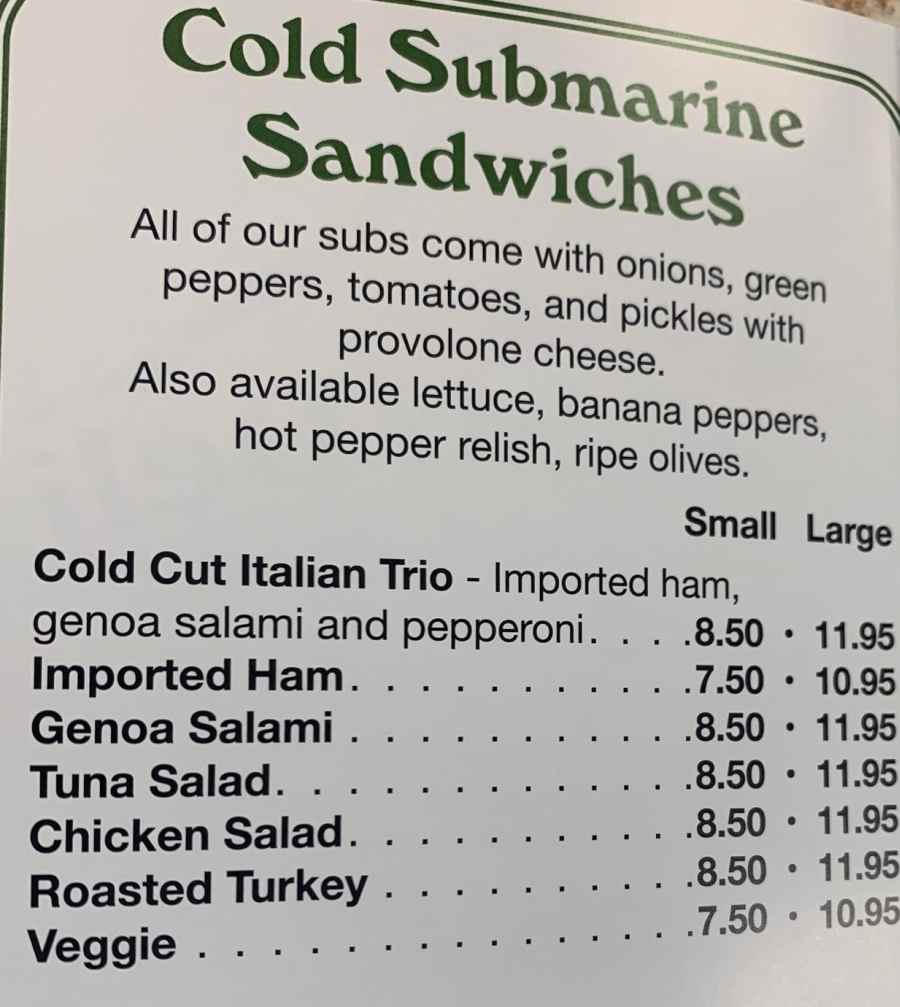 Cold Submarine
Sandwiches
All of our subs come with onions, green
peppers, tomatoes, and pickles with
provolone cheese.
Also available lettuce, banana peppers,
hot pepper relish, ripe olives.
Small Large
Cold Cut Italian Trio - Imported ham,
genoa salami and pepperoni. . . .8.50 • 11.95
Imported Ham. . . . . . . . . . .7.50 • 10.95
Genoa Salami . . . . . . . . . . .8.50 • 11.95
Tuna Salad. . . . . . . . . . . . .8.50 • 11.95
Chicken Salad. . . . . . . . . . .8.50 • 11.95
Roasted Turkey . . . . . . . . . .8.50 • 11.95
Veggie . . . . . . . . . . . . . . .7.50 • 10.95